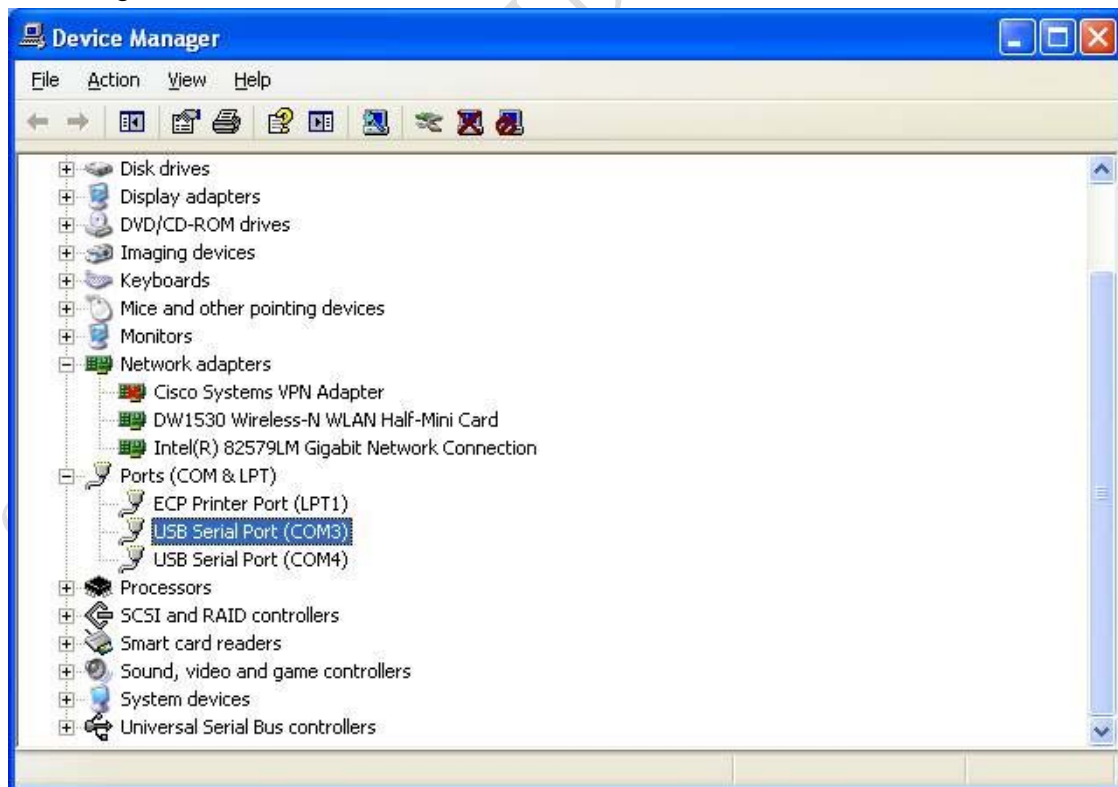 Device Manager
File Action View Help
Disk drives
Display adapters
DVD/CD-ROM drives
Imaging devices
Keyboards
Mice and other pointing devices
Monitors
Network adapters
Cisco Systems VPN Adapter
DW1530 Wireless-N WLAN Half-Mini Card
Intel(R) 82579LM Gigabit Network Connection
Ports (COM & LPT)
ECP Printer Port (LPT1)
USB Serial Port (COM3)
USB Serial Port (COM4)
Processors
SCSI and RAID controllers
Smart card readers
Sound, video and game controllers
System devices
Universal Serial Bus controllers